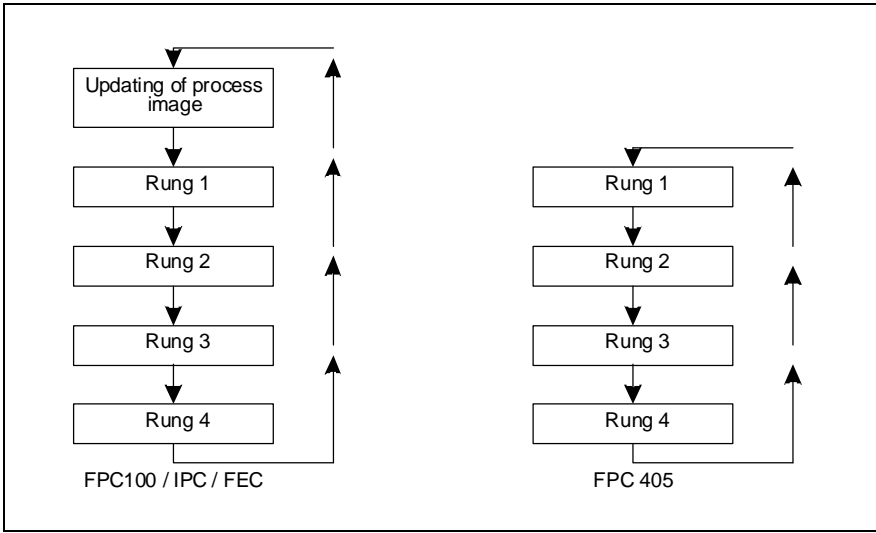 Updating of process
image
Rung 1
Rung 2
Rung 3
Rung 4
FPC100 / IPC / FEC
Rung 1
Rung 2
Rung 3
Rung 4
FPC 405